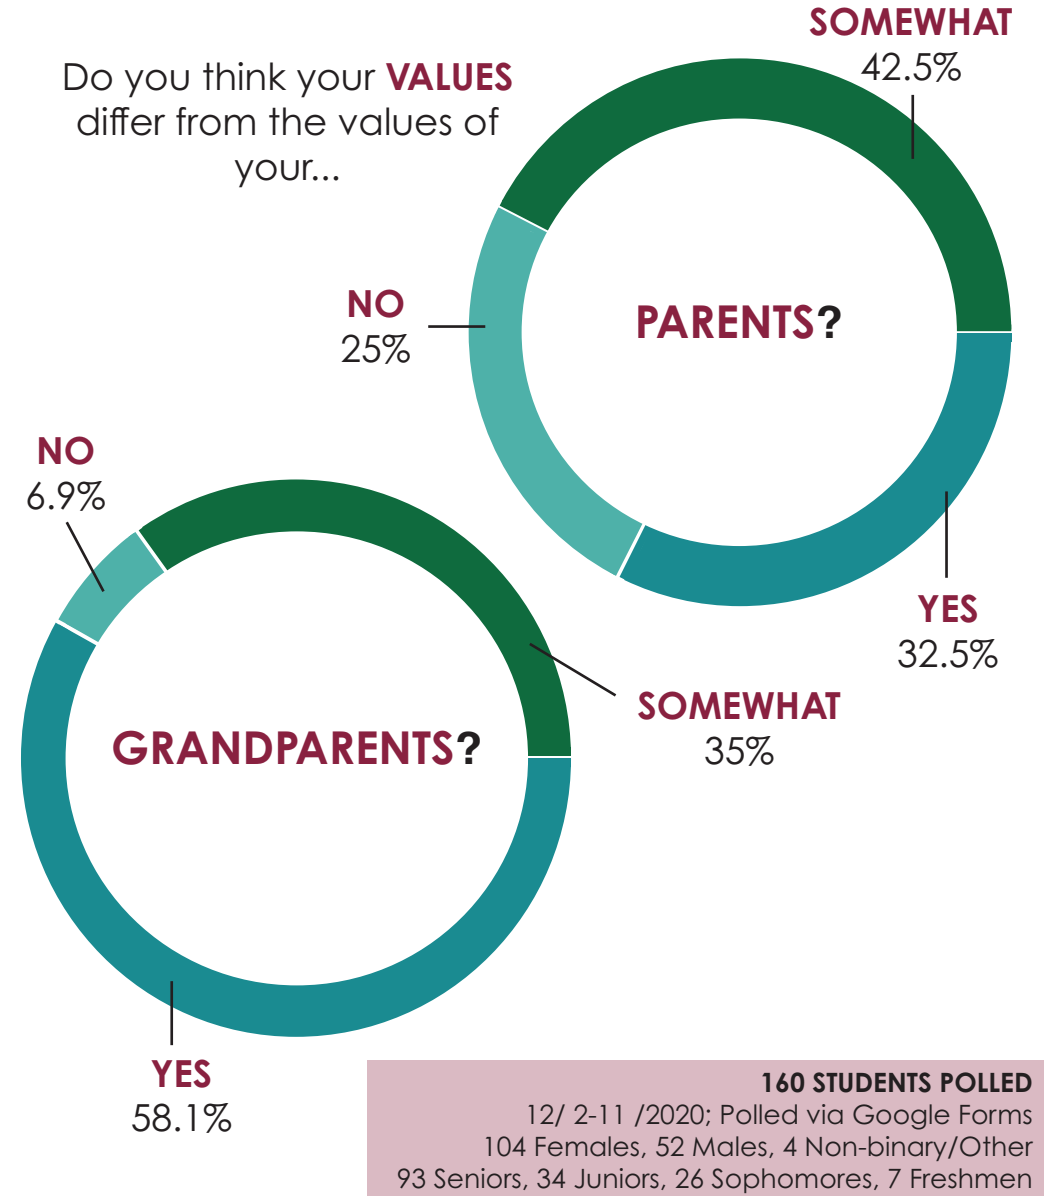 Do you think your VALUES
differ from the values of
your...
SOMEWHAT
42.5%
NO
25%
PARENTS?
YES
32.5%
NO
6.9%
GRANDPARENTS?
SOMEWHAT
35%
YES
58.1%
160 STUDENTS POLLED
12/ 2-11 /2020; Polled via Google Forms
104 Females, 52 Males, 4 Non-binary/Other
93 Seniors, 34 Juniors, 26 Sophomores, 7 Freshmen